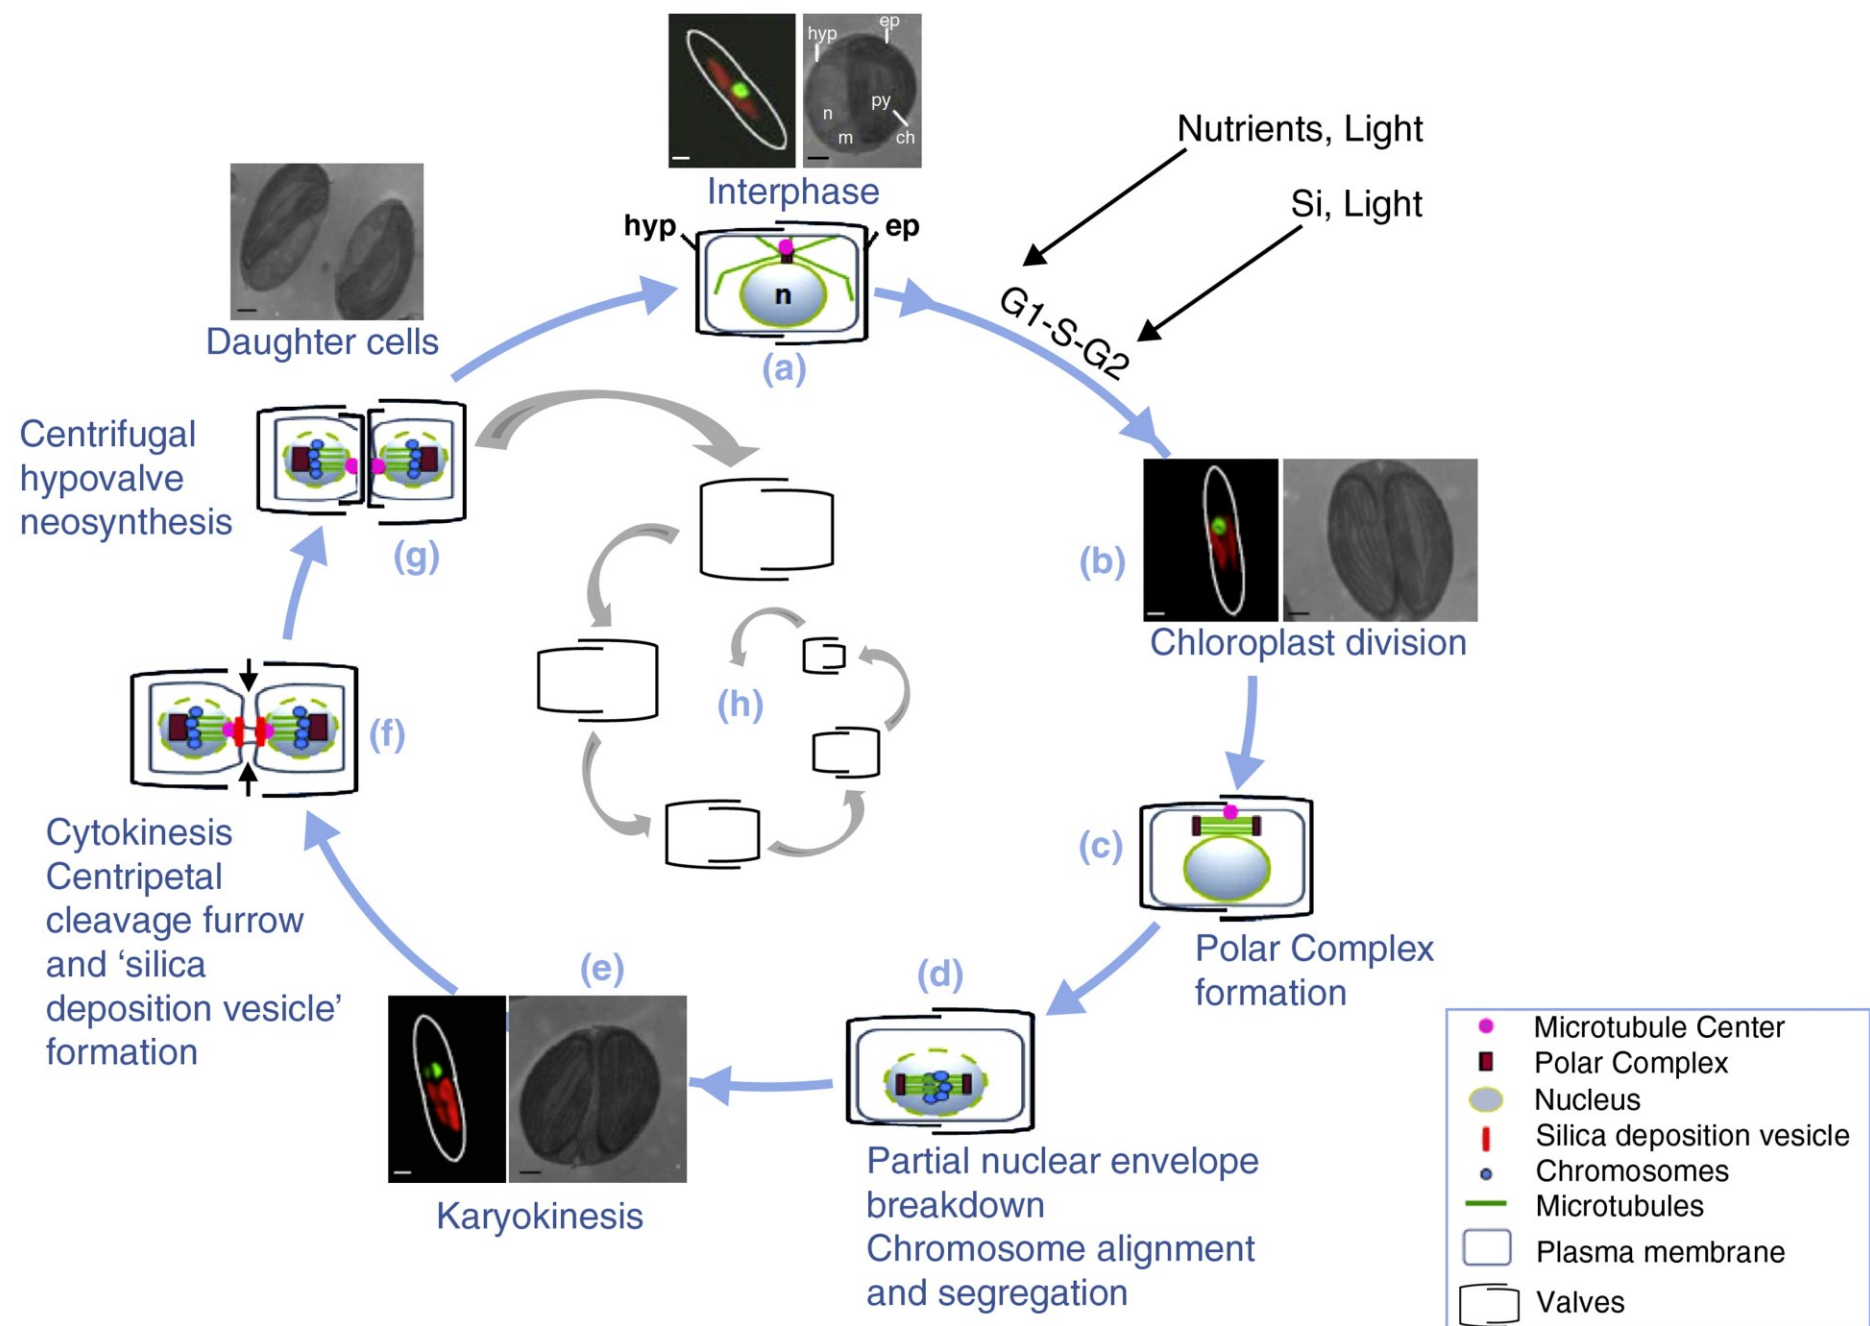 hyp
ep
n
py
m
ch
Interphase
hyp
ep
n
(a)
Nutrients, Light
Si, Light
G1-S-G2
(b)
Chloroplast division
(c)
Polar Complex
formation
(d)
Partial nuclear envelope
breakdown
Chromosome alignment
and segregation
(e)
Karyokinesis
(f)
Cytokinesis
Centripetal
cleavage furrow
and ‘silica
deposition vesicle’
formation
(g)
Centrifugal
hypovalve
neosynthesis
Daughter cells
(h)
Microtubule Center
Polar Complex
Nucleus
Silica deposition vesicle
Chromosomes
Microtubules
Plasma membrane
Valves